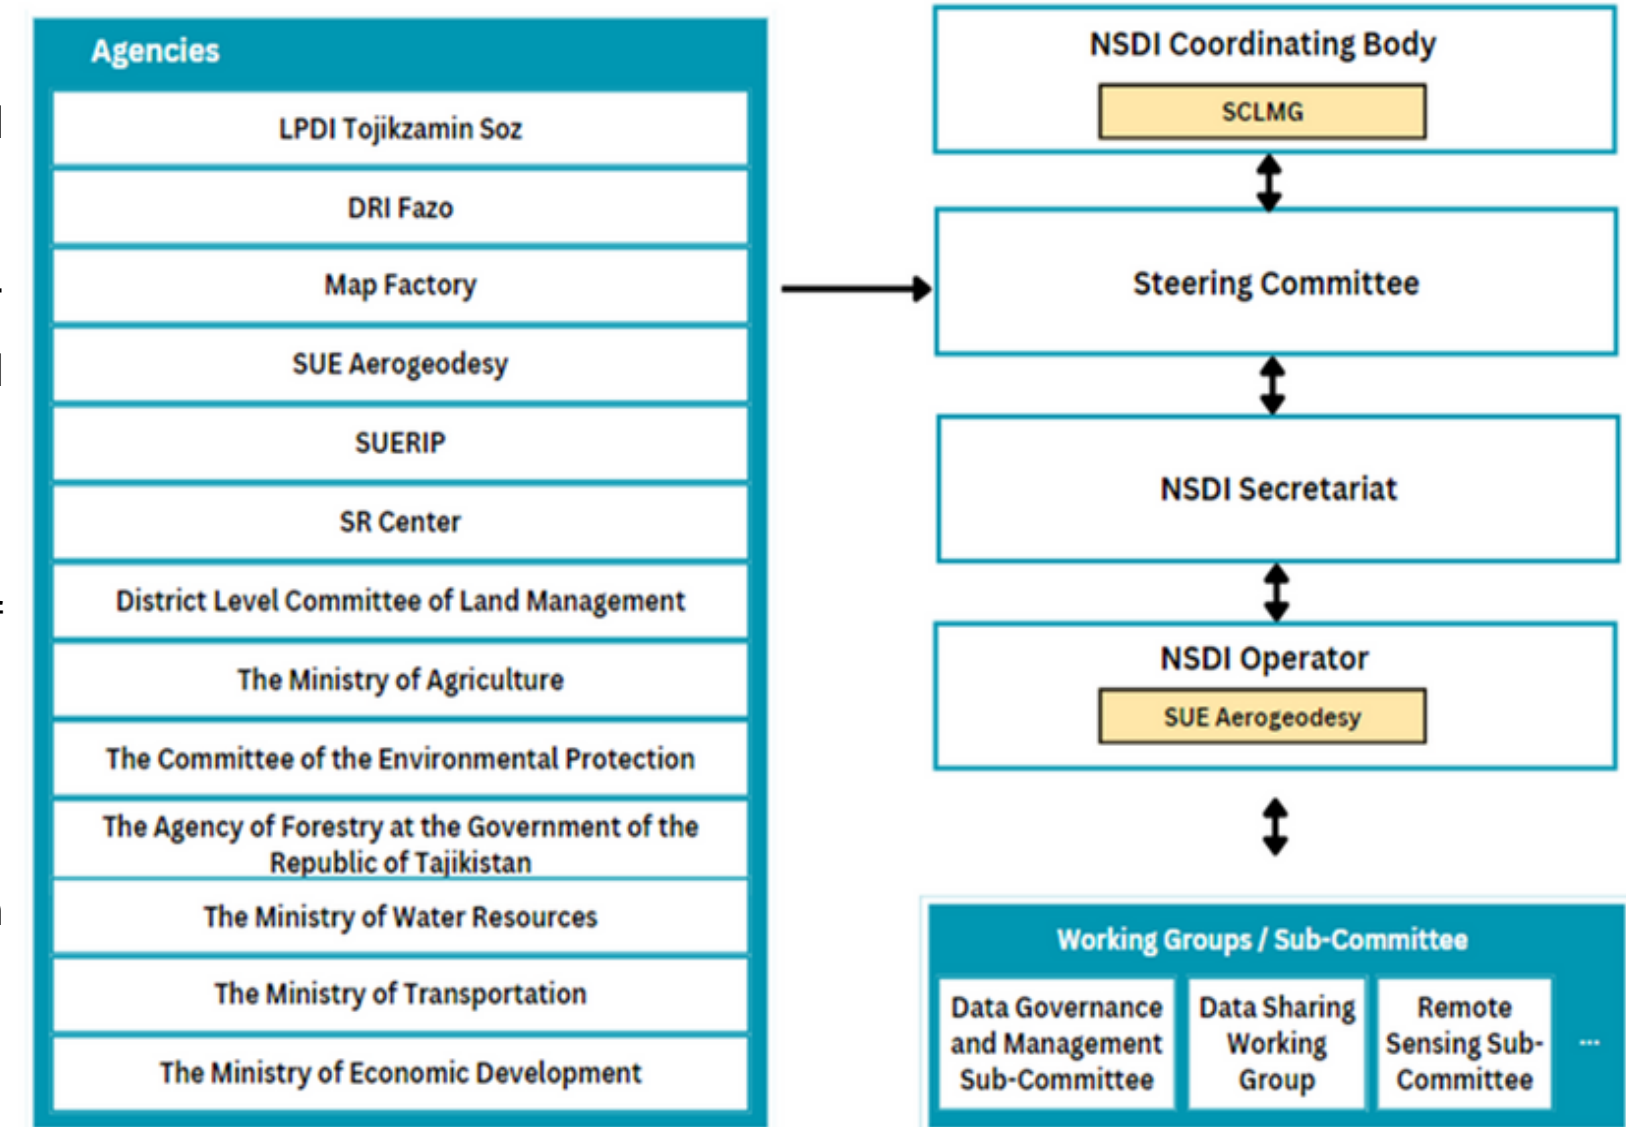 Agencies
LPDI Tojikzamin Soz
DRI Fazo
Map Factory
SUE Aerogeodesy
SUERIP
SR Center
District Level Committee of Land Management
The Ministry of Agriculture
The Committee of the Environmental Protection
The Agency of Forestry at the Government of the
Republic of Tajikistan
The Ministry of Water Resources
The Ministry of Transportation
The Ministry of Economic Development
NSDI Coordinating Body
SCLMG
Steering Committee
NSDI Secretariat
NSDI Operator
SUE Aerogeodesy
Working Groups / Sub-Committee
Data Governance
and Management
Sub-Committee
Data Sharing
Working
Group
Remote
Sensing Sub-
Committee
...